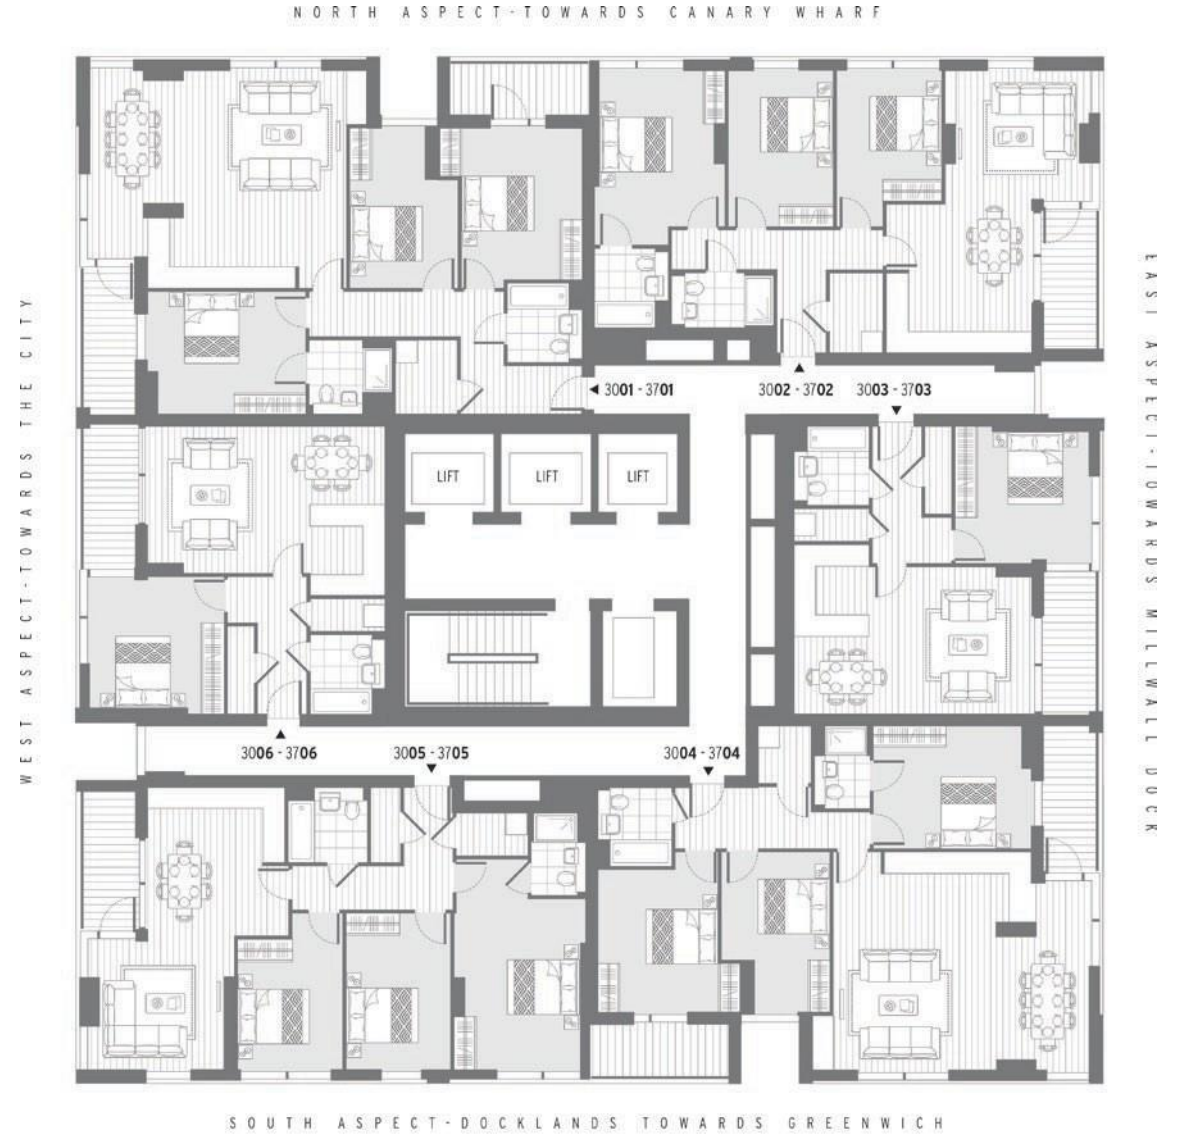 NORTH ASPECT-TOWARDS CANARY WHARF
WEST ASPECT-TOWARDS THE CITY
EAST ASPECT-TOWARDS MILLWALL DOCK
3001 - 3701
3002 - 3702
3003 - 3703
LIFT
LIFT
LIFT
3006 - 3706
3005 - 3705
3004 - 3704
SOUTH ASPECT-DOCKLANDS TOWARDS GREENWICH